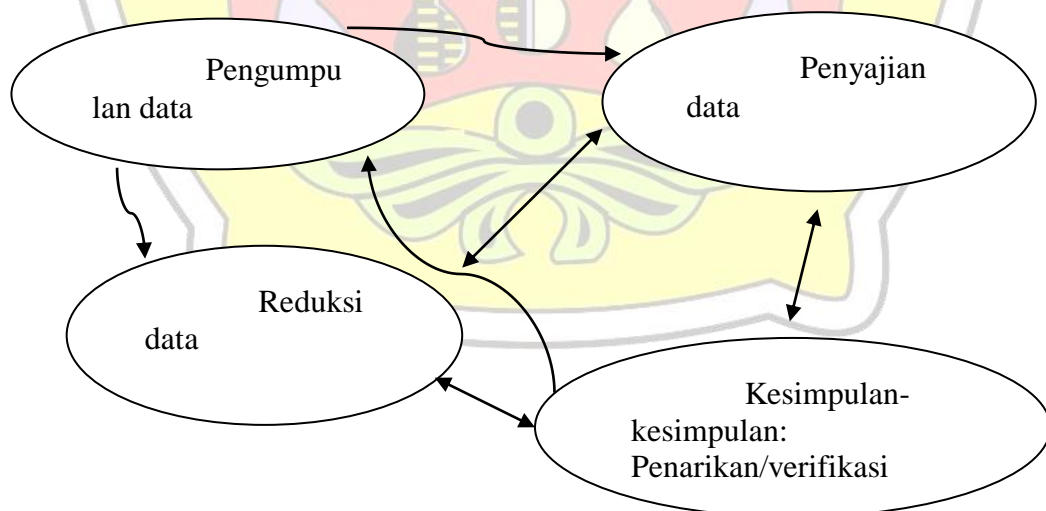 Pengumpu
lan data
Penyajian
data
Reduksi
data
Kesimpulan-
kesimpulan:
Penarikan/verifikasi